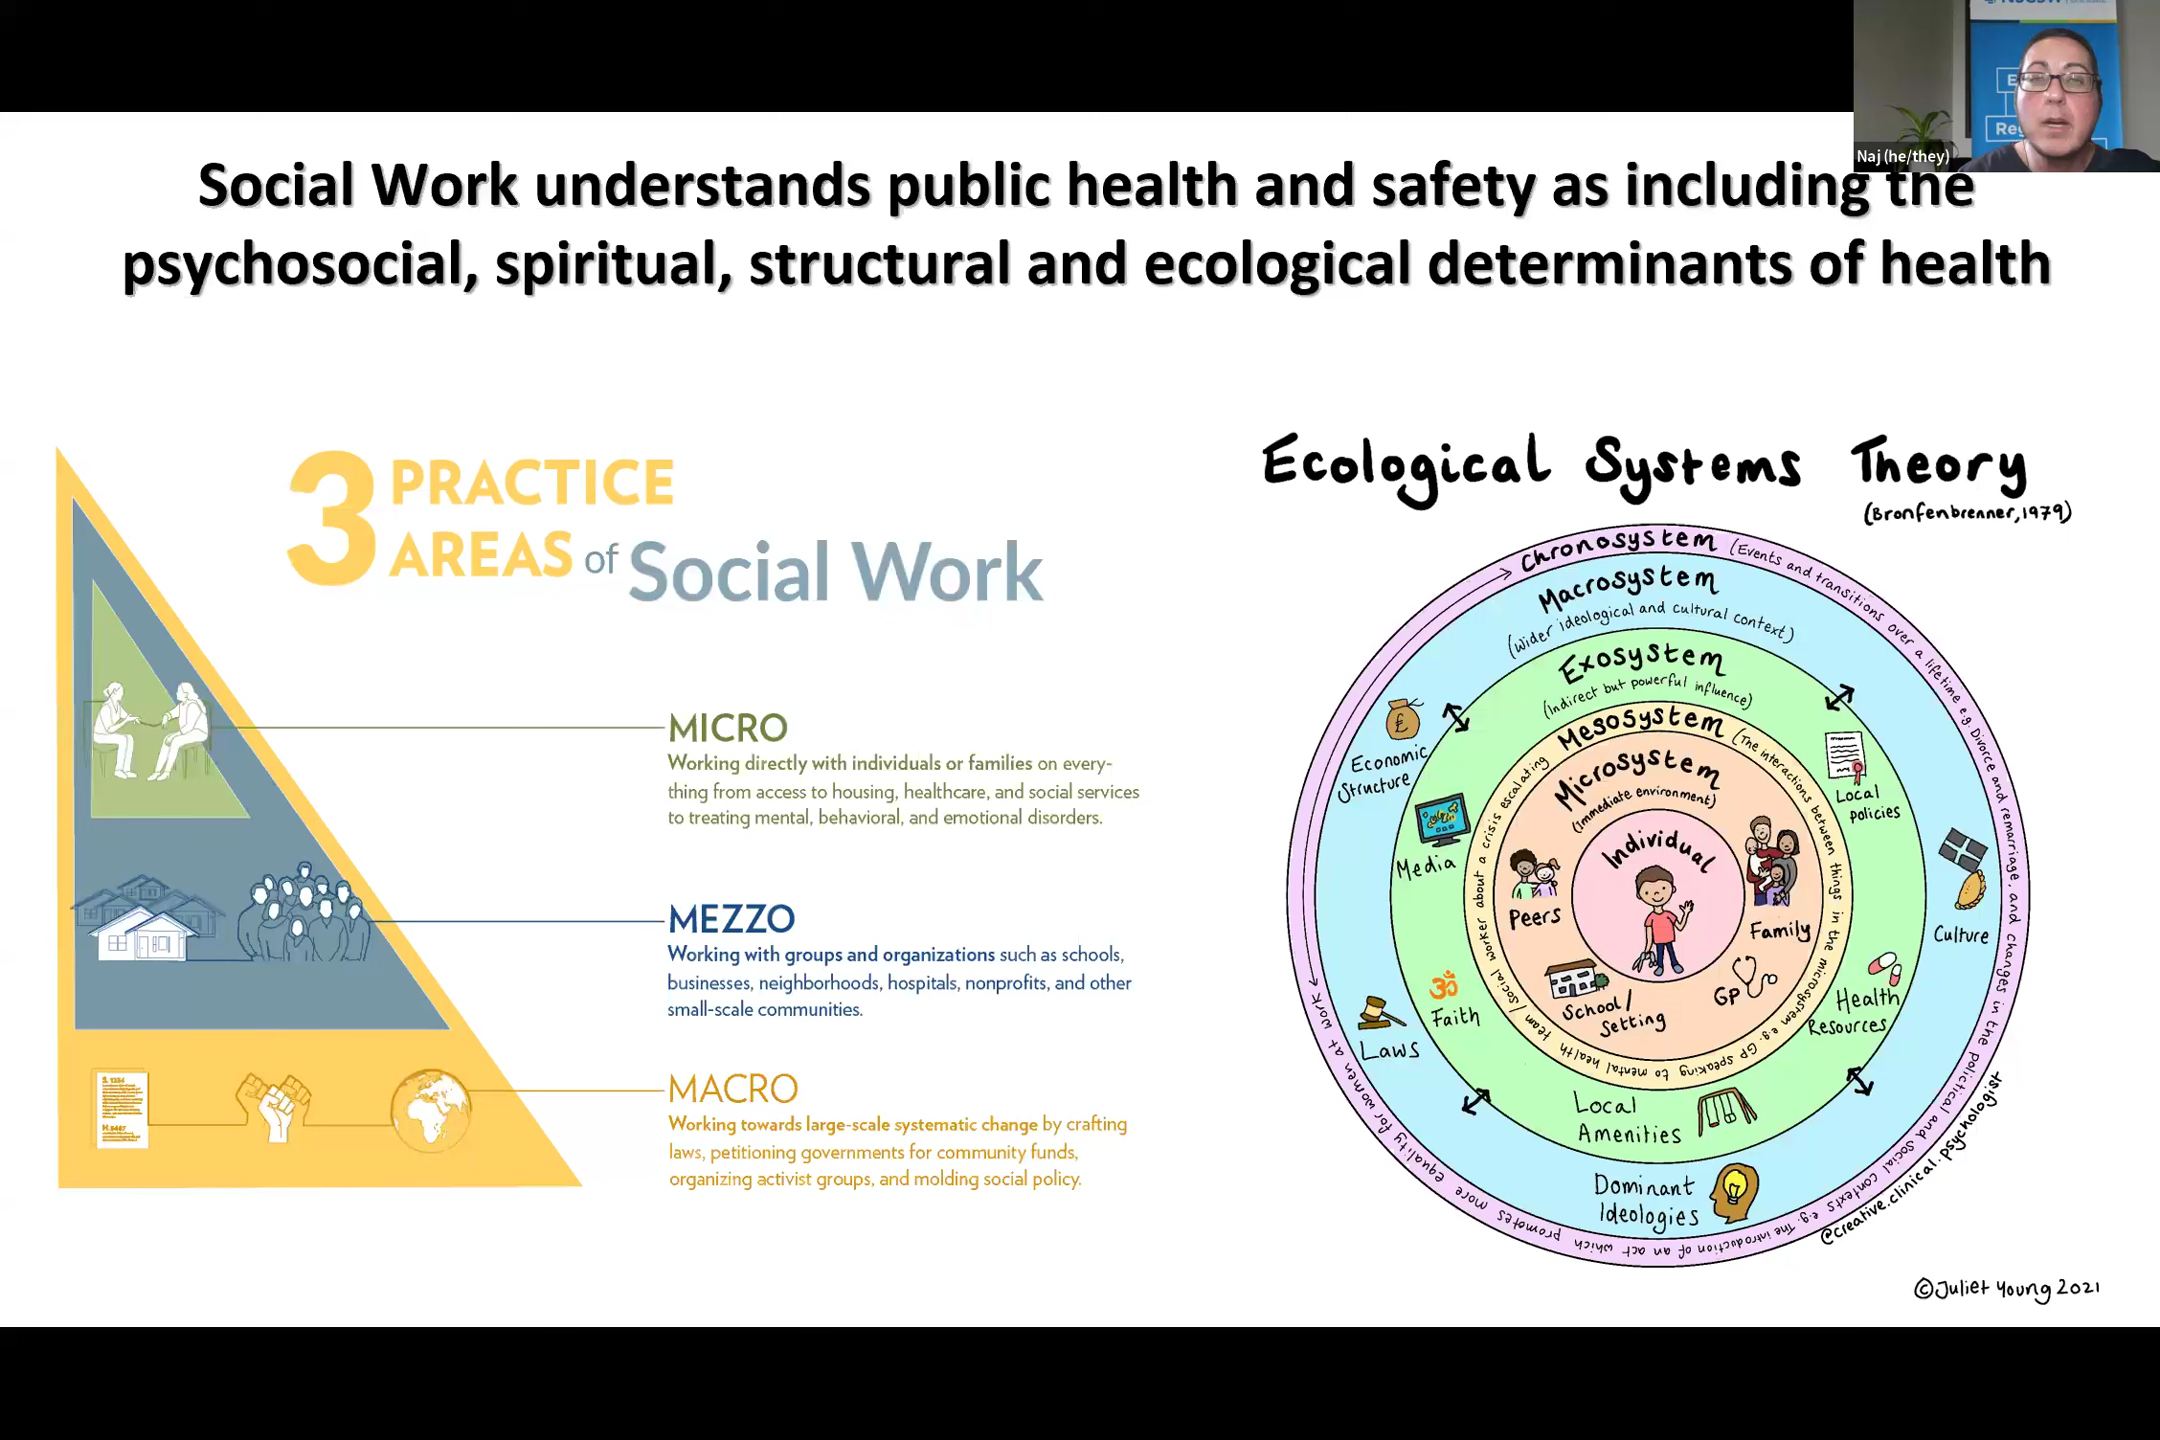 NSCSW
Re
Naj (he/they)
Social Work understands public health and safety as including the
psychosocial, spiritual, structural and ecological determinants of health
3 PRACTICE
AREAS of Social Work
MICRO
Working directly with individuals or families on every-
thing from access to housing, healthcare, and social services
to treating mental, behavioral, and emotional disorders.
MEZZO
Working with groups and organizations such as schools,
businesses, neighborhoods, hospitals, nonprofits, and other
small-scale communities.
MACRO
Working towards large-scale systematic change by crafting
laws, petitioning governments for community funds,
organizing activist groups, and molding social policy.
S. 1234
Ecological Systems Theory
(Bronfenbrenner, 1979)
Chronosystem (Events and transitions over a lifetime e.g. Divorce and remarriage, and changes in the political and social contexts e.g. The introduction of an act which promotes more equality for women at work)
Macrosystem
(Wider ideological and cultural context)
Exosystem
(Indirect but powerful influence)
Mesosystem (The interactions between things in the microsystem e.g. GP speaking to mental health team/social worker about a crisis escalating
Microsystem
(Immediate environment)
Individual
Peers
Family
School/
Setting
GP
Economic
Structure
£
Media
Faith
ॐ
Laws
Local
policies
Culture
Health
Resources
Local
Amenities
Dominant
Ideologies
@creative.clinical.psychologist
©Juliet Young 2021